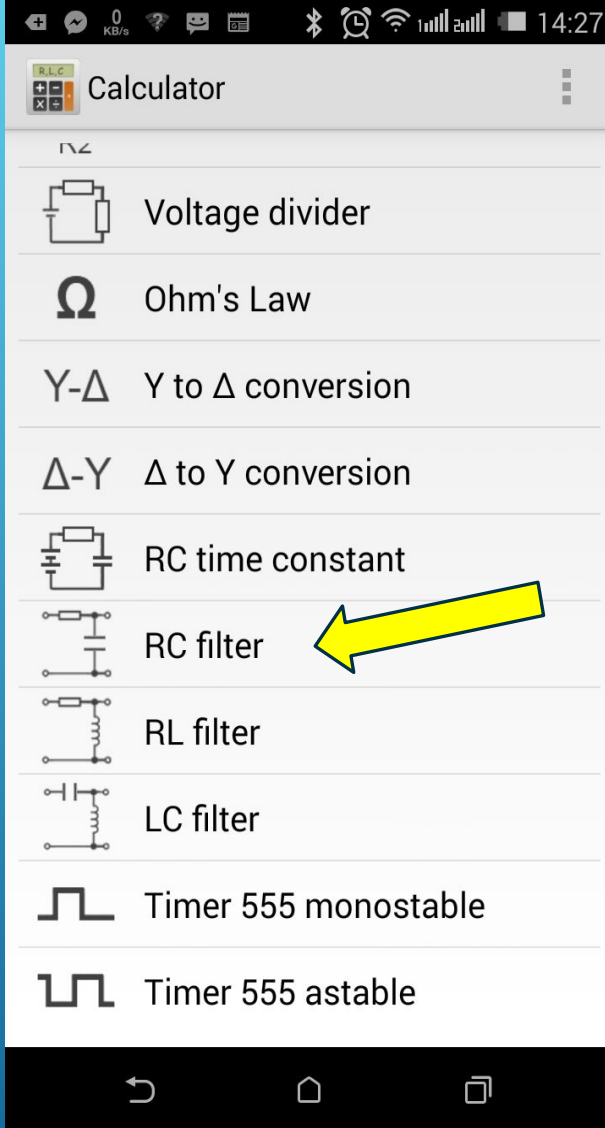 0
KB/s
14:27
R,L,C
Calculator
R2
Voltage divider
Ω Ohm's Law
Y-Δ Y to Δ conversion
Δ-Y Δ to Y conversion
RC time constant
RC filter
RL filter
LC filter
Timer 555 monostable
Timer 555 astable